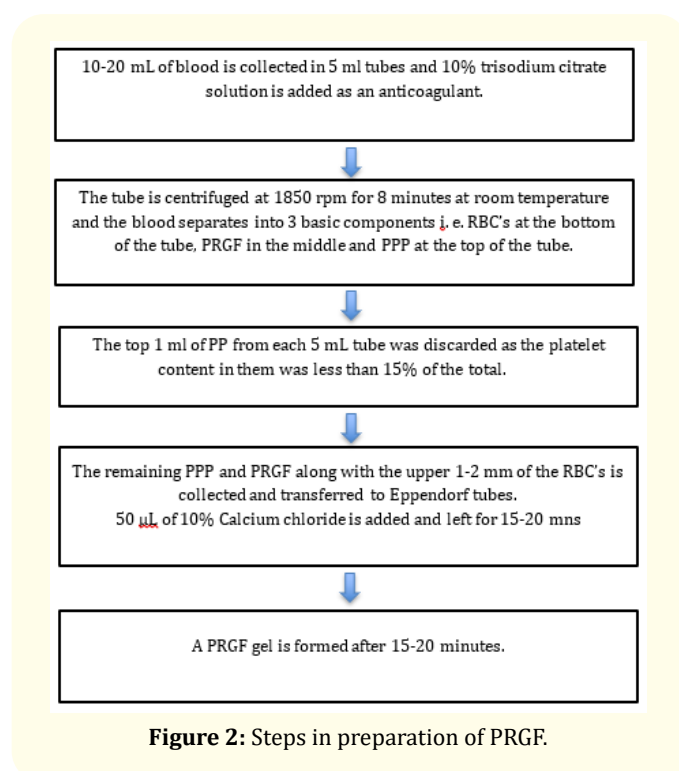 10-20 mL of blood is collected in 5 ml tubes and 10% trisodium citrate
solution is added as an anticoagulant.
The tube is centrifuged at 1850 rpm for 8 minutes at room temperature
and the blood separates into 3 basic components i. e. RBC's at the bottom
of the tube, PRGF in the middle and PPP at the top of the tube.
The top 1 ml of PP from each 5 mL tube was discarded as the platelet
content in them was less than 15% of the total.
The remaining PPP and PRGF along with the upper 1-2 mm of the RBC's is
collected and transferred to Eppendorf tubes.
50 µL of 10% Calcium chloride is added and left for 15-20 mns
A PRGF gel is formed after 15-20 minutes.
Figure 2: Steps in preparation of PRGF.